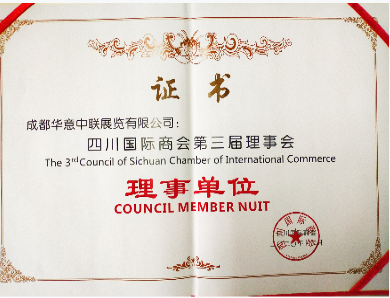 证书
成都华意中联展览有限公司：
四川国际商会第三届理事会
The 3rd Council of Sichuan Chamber of International Commerce
理事单位
COUNCIL MEMBER NUIT